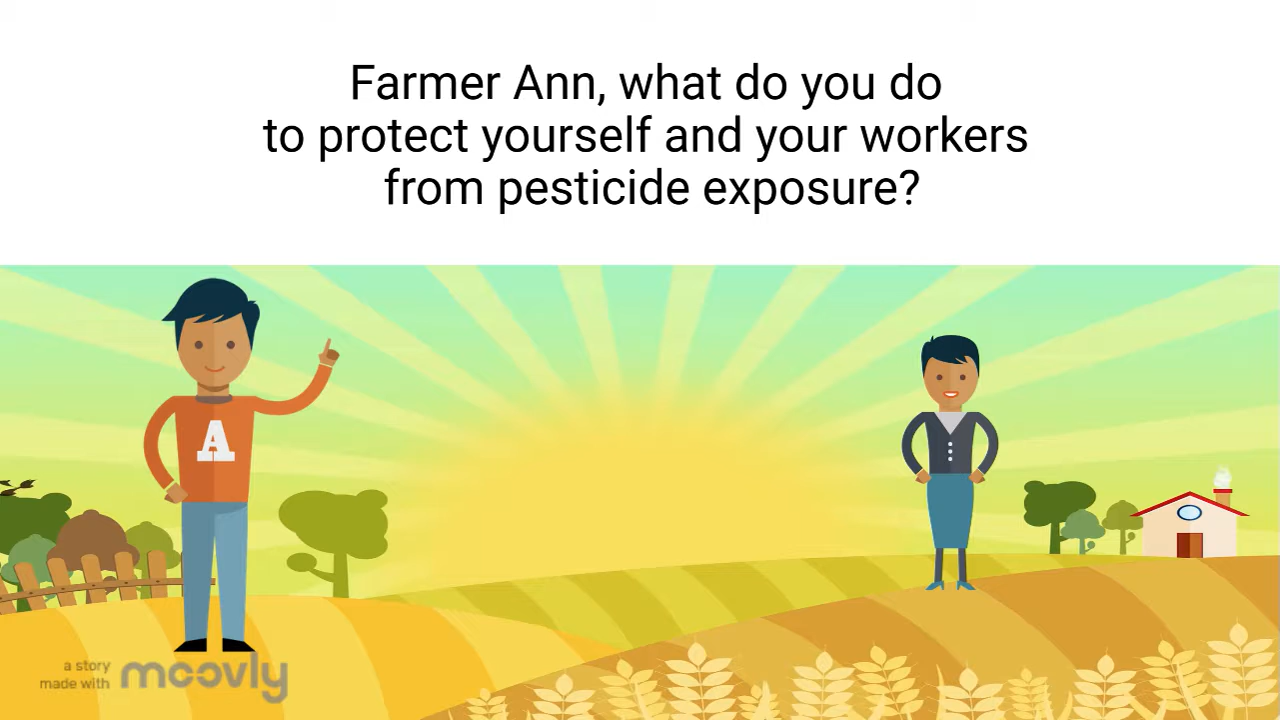 Farmer Ann, what do you do
to protect yourself and your workers
from pesticide exposure?
A
a story
made with
moovly